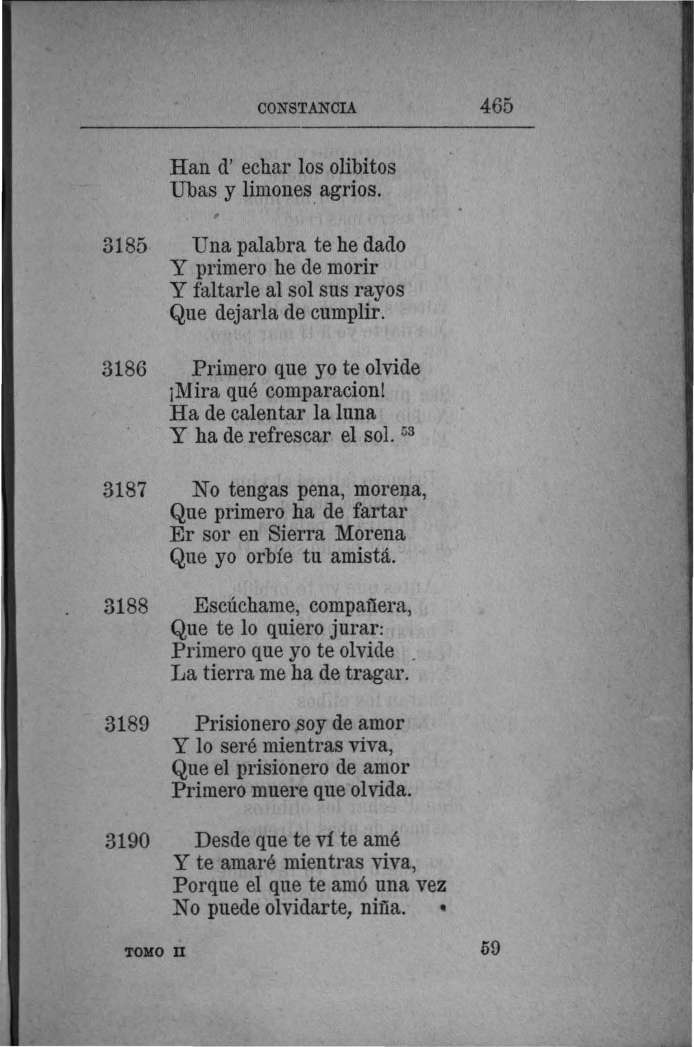 CONSTANCIA 465
Han d' echar los olibitos
Ubas y limones agrios.
3185 Una palabra te he dado
Y primero he de morir
Y faltarle al sol sus rayos
Que dejarla de cumplir.
3186 Primero que yo te olvide
¡Mira qué comparacion!
Ha de calentar la luna
Y ha de refrescar el sol. 53
3187 No tengas pena, morena,
Que primero ha de fartar
Er sor en Sierra Morena
Que yo orbíe tu amistá.
3188 Escúchame, compañera,
Que te lo quiero jurar:
Primero que yo te olvide
La tierra me ha de tragar.
3189 Prisionero soy de amor
Y lo seré mientras viva,
Que el prisionero de amor
Primero muere que olvida.
3190 Desde que te ví te amé
Y te amaré mientras viva,
Porque el que te amó una vez
No puede olvidarte, niña.
TOMO II 59